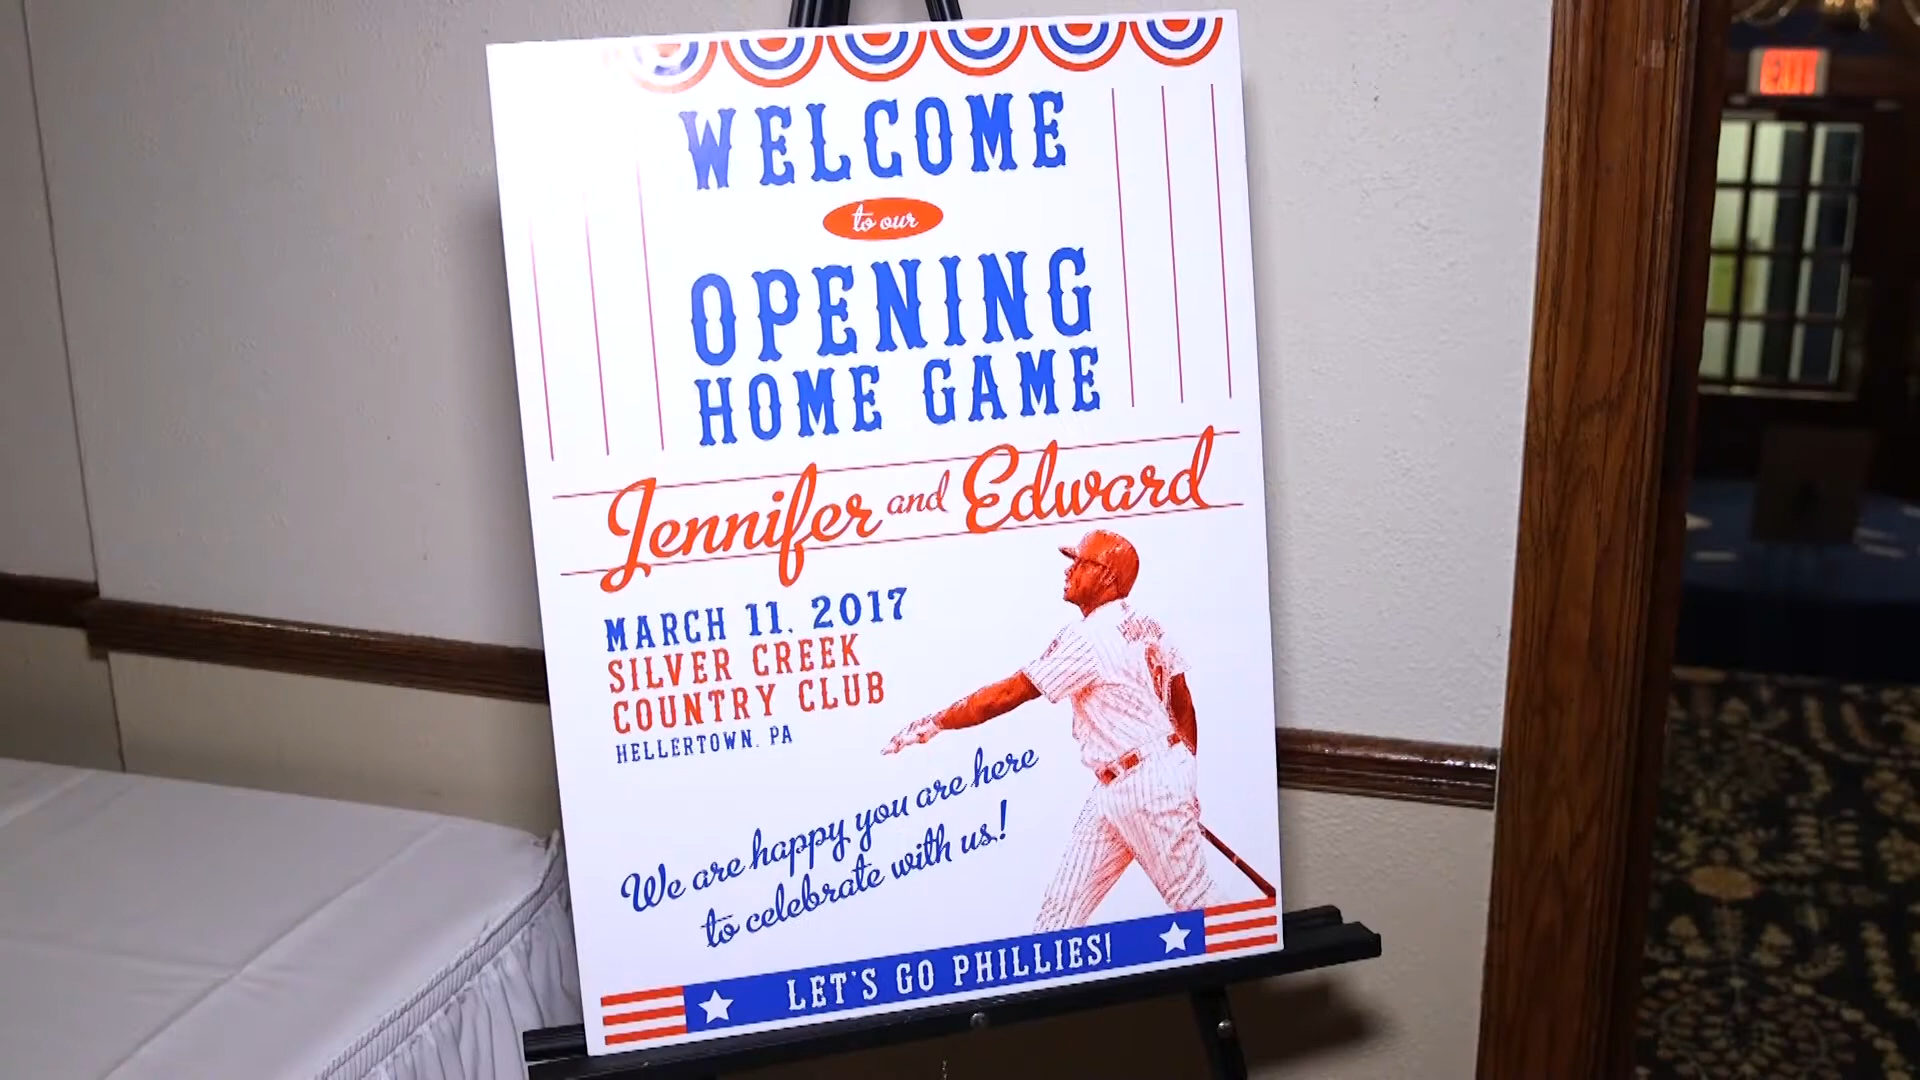 WELCOME
to our
OPENING
HOME GAME
Jennifer and Edward
MARCH 11, 2017
SILVER CREEK
COUNTRY CLUB
HELLERTOWN, PA
We are happy you are here
to celebrate with us!
LET'S GO PHILLIES!
EXIT